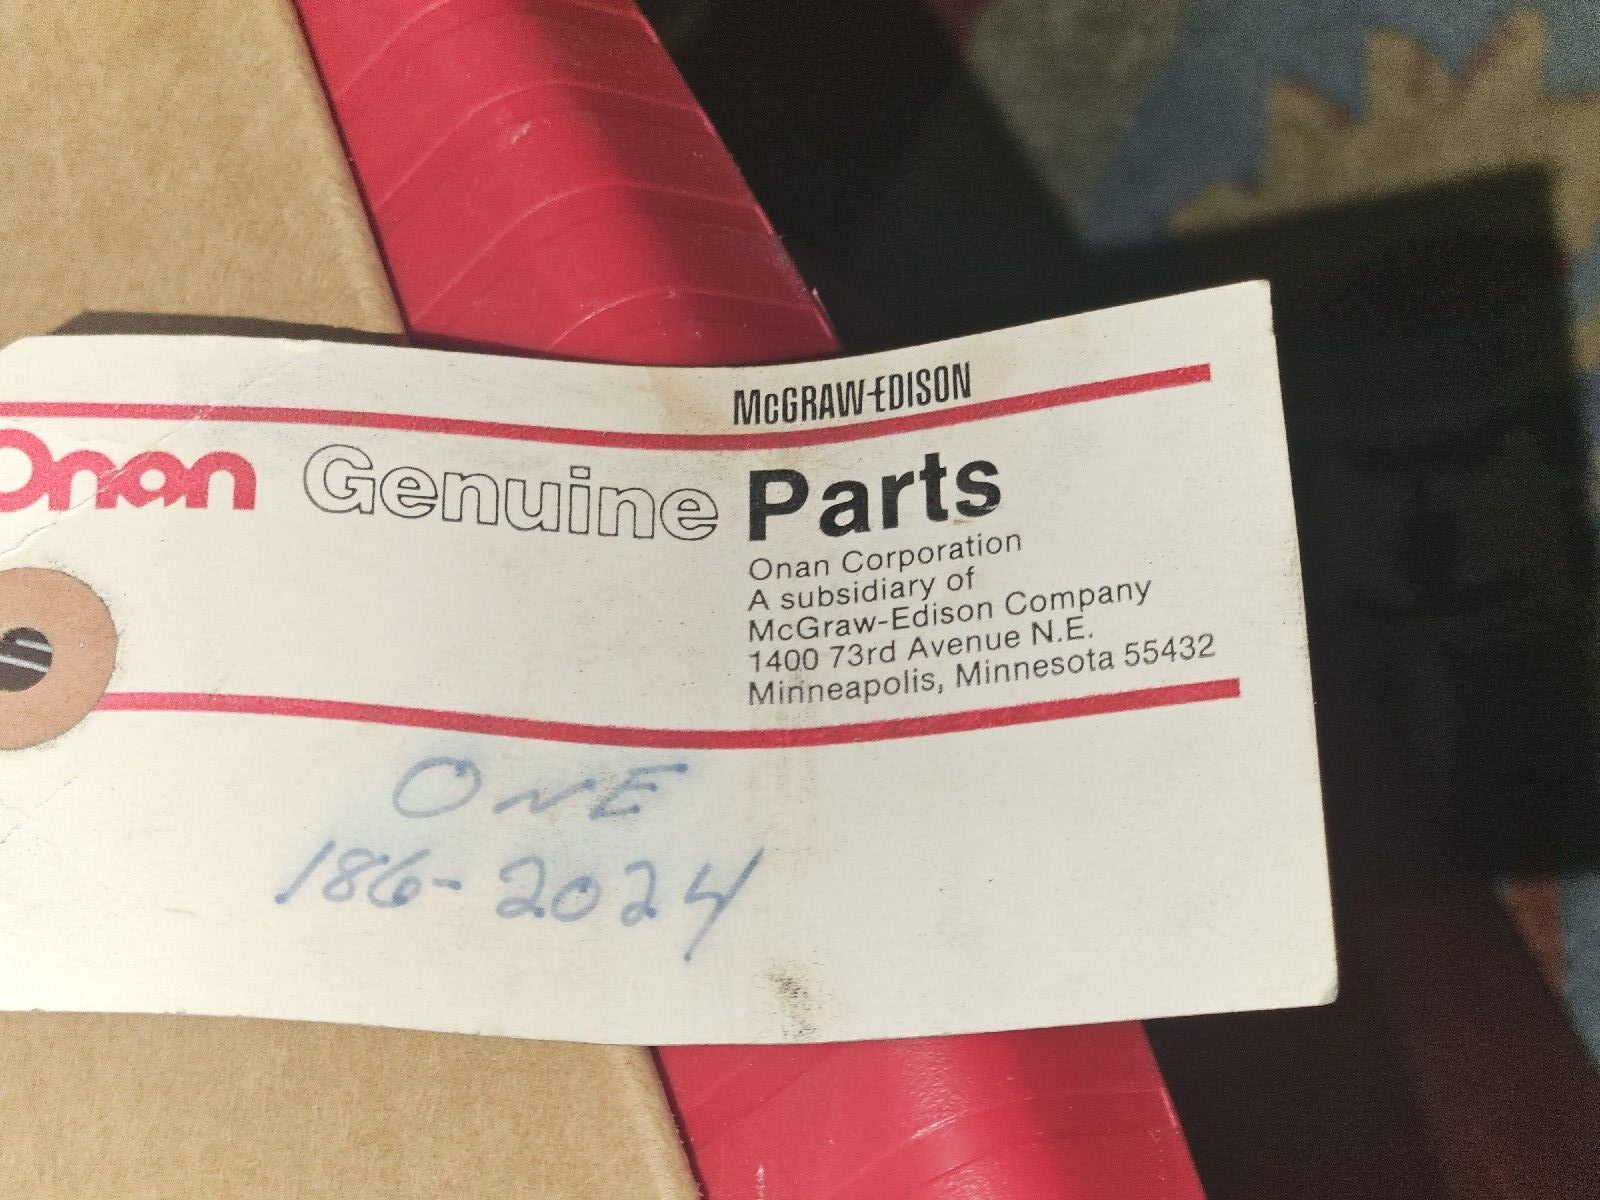 McGRAW-EDISON
Onan Genuine Parts
Onan Corporation
A subsidiary of
McGraw-Edison Company
1400 73rd Avenue N.E.
Minneapolis, Minnesota 55432
ONE
186-2024